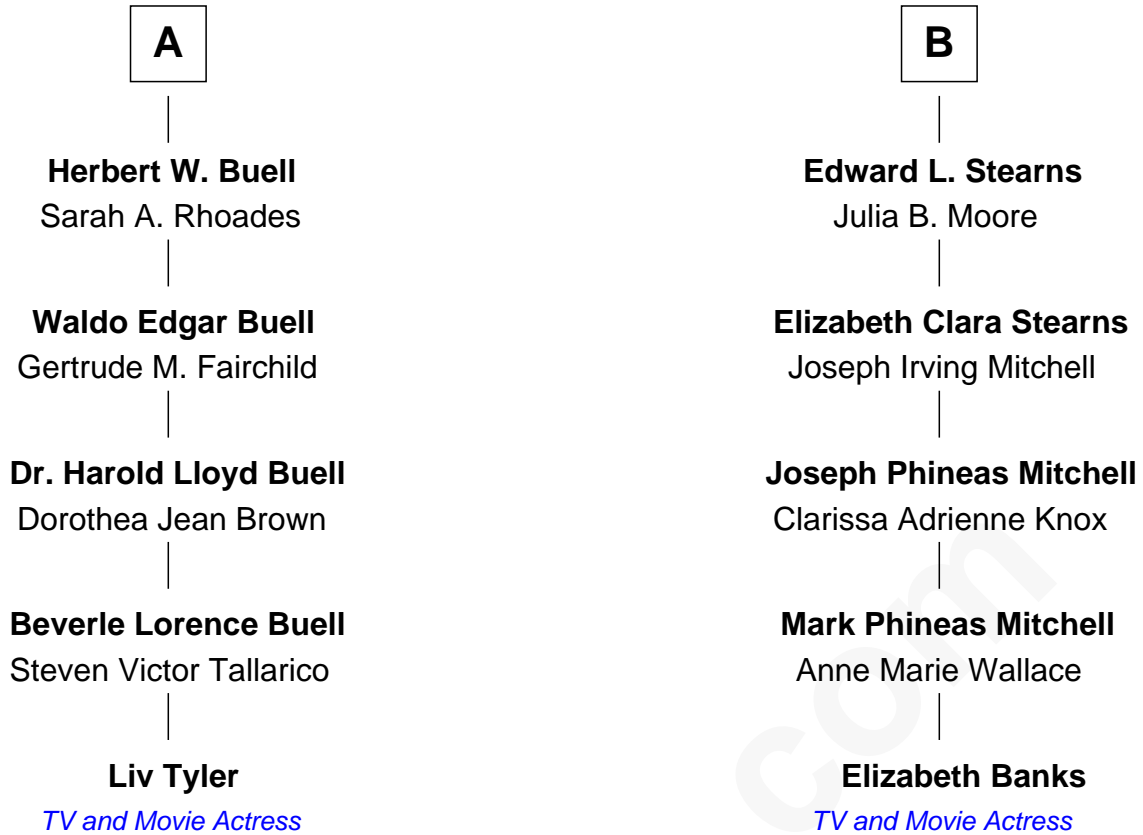 A
Herbert W. Buell
Sarah A. Rhoades
Waldo Edgar Buell
Gertrude M. Fairchild
Dr. Harold Lloyd Buell
Dorothea Jean Brown
Beverle Lorence Buell
Steven Victor Tallarico
Liv Tyler
TV and Movie Actress
B
Edward L. Stearns
Julia B. Moore
Elizabeth Clara Stearns
Joseph Irving Mitchell
Joseph Phineas Mitchell
Clarissa Adrienne Knox
Mark Phineas Mitchell
Anne Marie Wallace
Elizabeth Banks
TV and Movie Actress
com